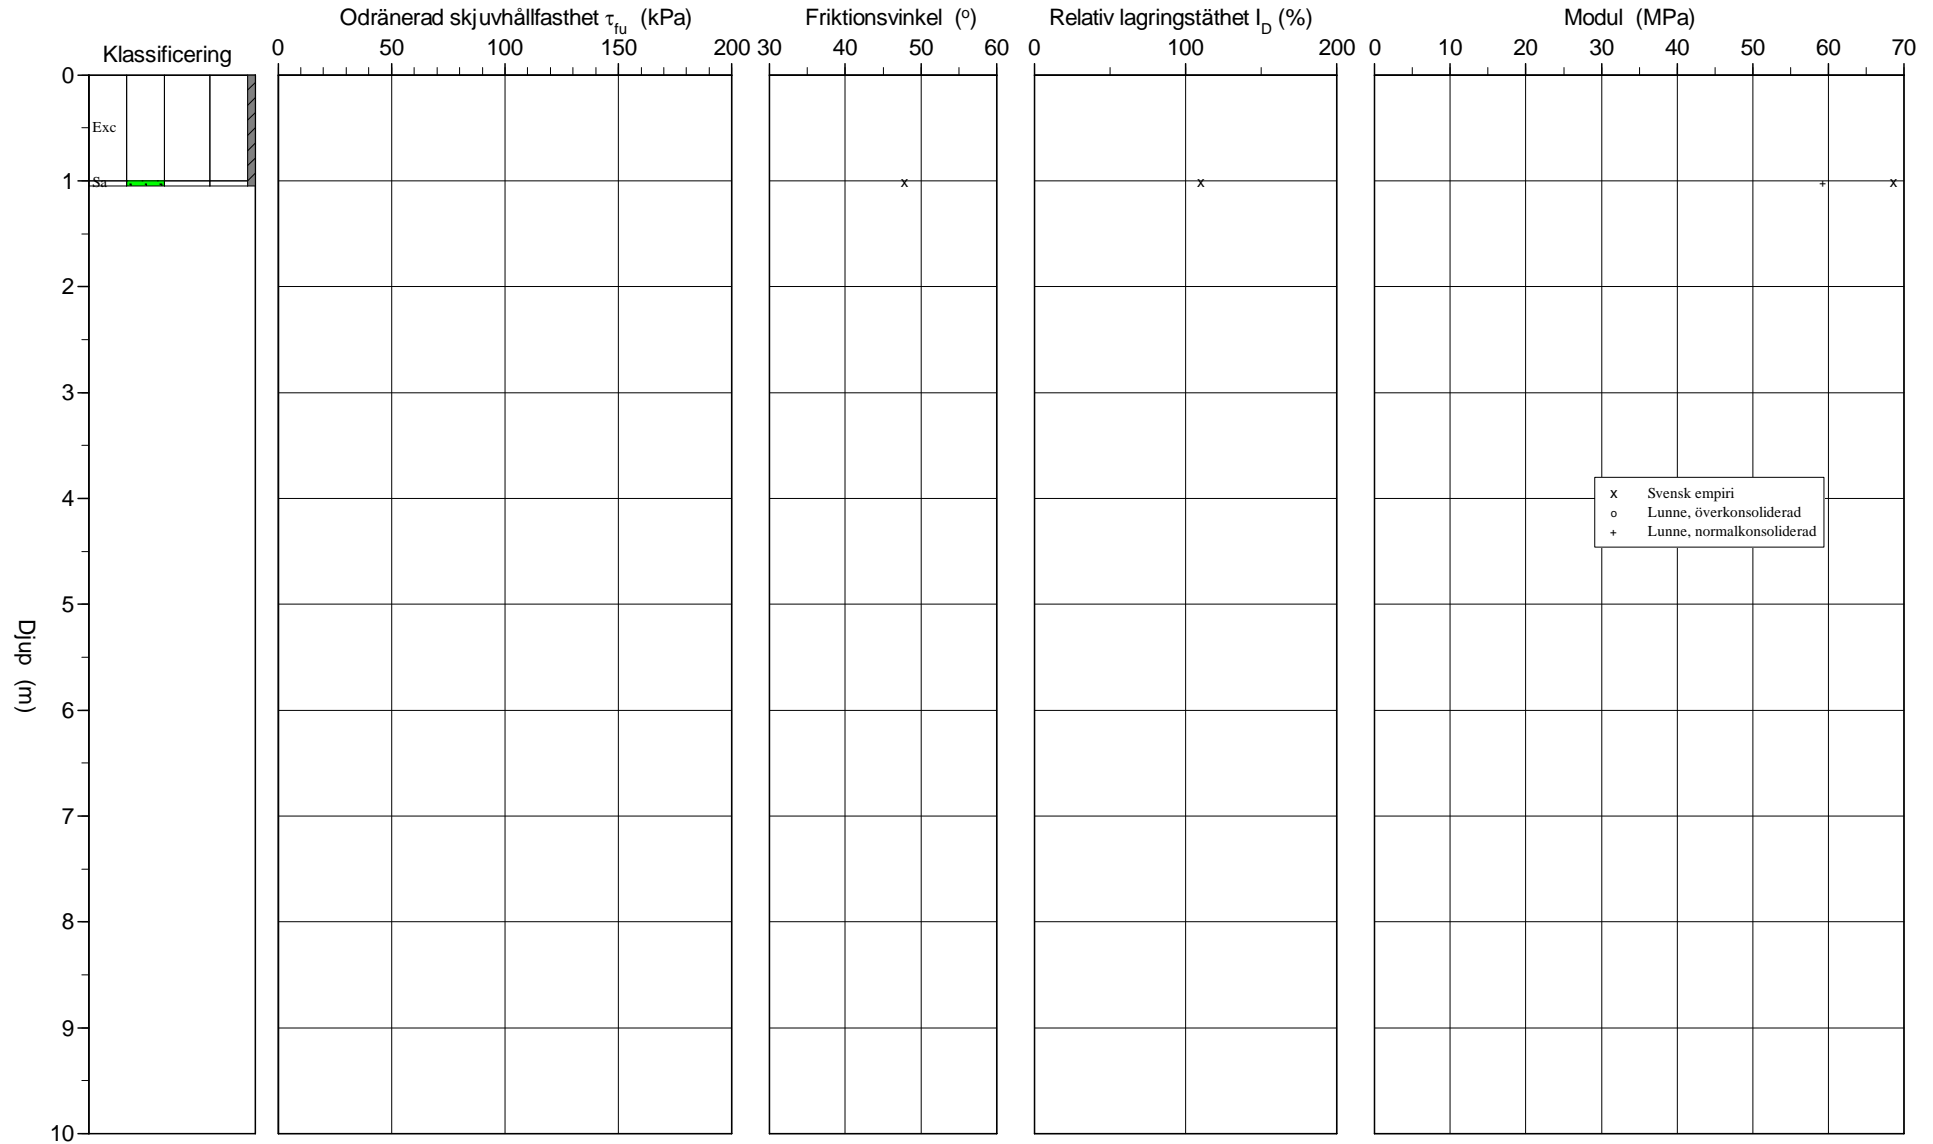 Odränerad skjuvhållfasthet τfu (kPa) Friktionsvinkel (o) Relativ lagringstäthet ID (%) Modul (MPa)
Klassificering 0 50 100 150 200 30 40 50 60 0 100 200 0 10 20 30 40 50 60 70
0
Exc
1
Sa
2
3
4
x Svensk empiri
o Lunne, överkonsoliderad
+ Lunne, normalkonsoliderad
5
Djup (m)
6
7
8
9
10